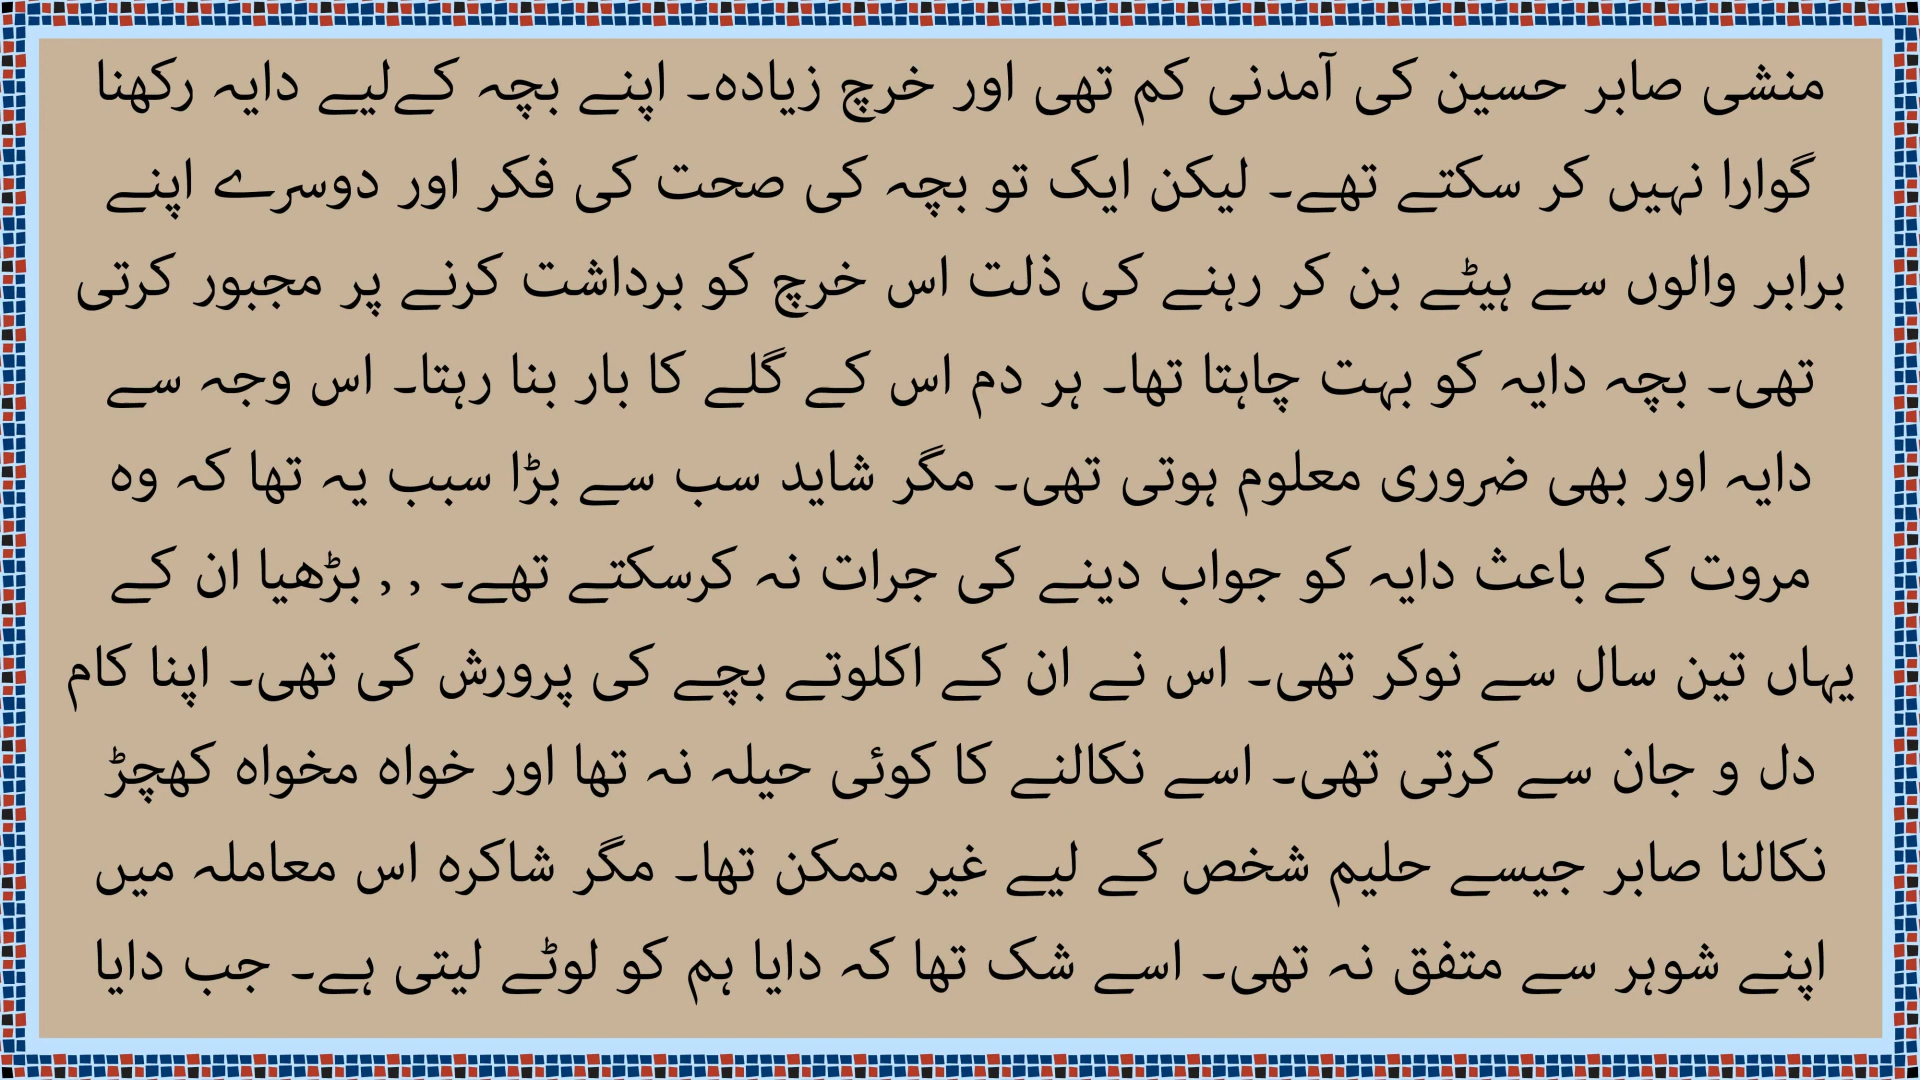 منشی صابر حسین کی آمدنی کم تھی اور خرچ زیادہ۔ اپنے بچہ کےلیے دایہ رکھنا
گوارا نہیں کر سکتے تھے۔ لیکن ایک تو بچہ کی صحت کی فکر اور دوسرے اپنے
برابر والوں سے ہیٹے بن کر رہنے کی ذلت اس خرچ کو برداشت کرنے پر مجبور کرتی
تھی۔ بچہ دایہ کو بہت چاہتا تھا۔ ہر دم اس کے گلے کا بار بنا رہتا۔ اس وجہ سے
دایہ اور بھی ضروری معلوم ہوتی تھی۔ مگر شاید سب سے بڑا سبب یہ تھا کہ وہ
مروت کے باعث دایہ کو جواب دینے کی جرات نہ کرسکتے تھے۔ , , بڑھیا ان کے
یہاں تین سال سے نوکر تھی۔ اس نے ان کے اکلوتے بچے کی پرورش کی تھی۔ اپنا کام
دل و جان سے کرتی تھی۔ اسے نکالنے کا کوئی حیلہ نہ تھا اور خواہ مخواہ کھچڑ
نکالنا صابر جیسے حلیم شخص کے لیے غیر ممکن تھا۔ مگر شاکرہ اس معاملہ میں
اپنے شوہر سے متفق نہ تھی۔ اسے شک تھا کہ دایا ہم کو لوٹے لیتی ہے۔ جب دایا